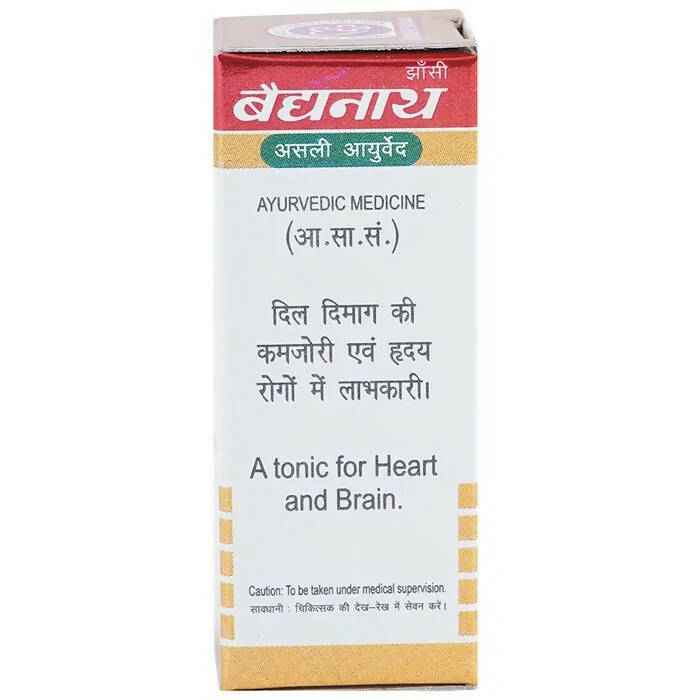 झाँसी
बैद्यनाथ
असली आयुर्वेद
AYURVEDIC MEDICINE
(आ.सा.सं.)
दिल दिमाग की
कमजोरी एवं हृदय
रोगों में लाभकारी।
A tonic for Heart
and Brain.
Caution: To be taken under medical supervision.
सावधानी : चिकित्सक की देख–रेख में सेवन करें।